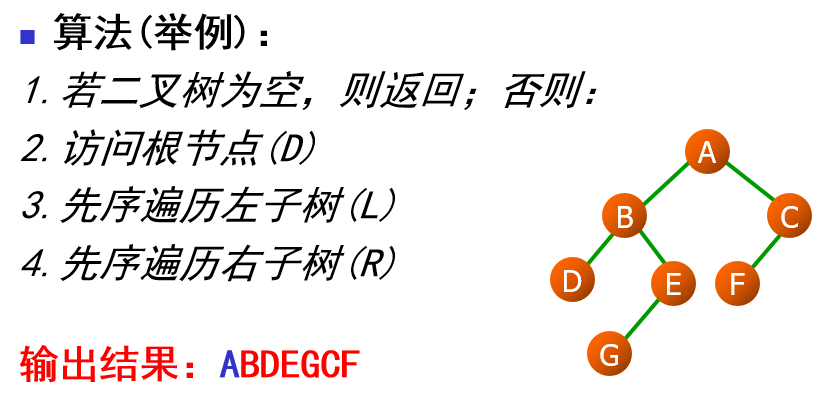 ■ 算法(举例)：
1.若二叉树为空，则返回；否则：
2.访问根节点(D)
3.先序遍历左子树(L)
4.先序遍历右子树(R)
输出结果：ABDEGCF
A
B
C
D
E
F
G